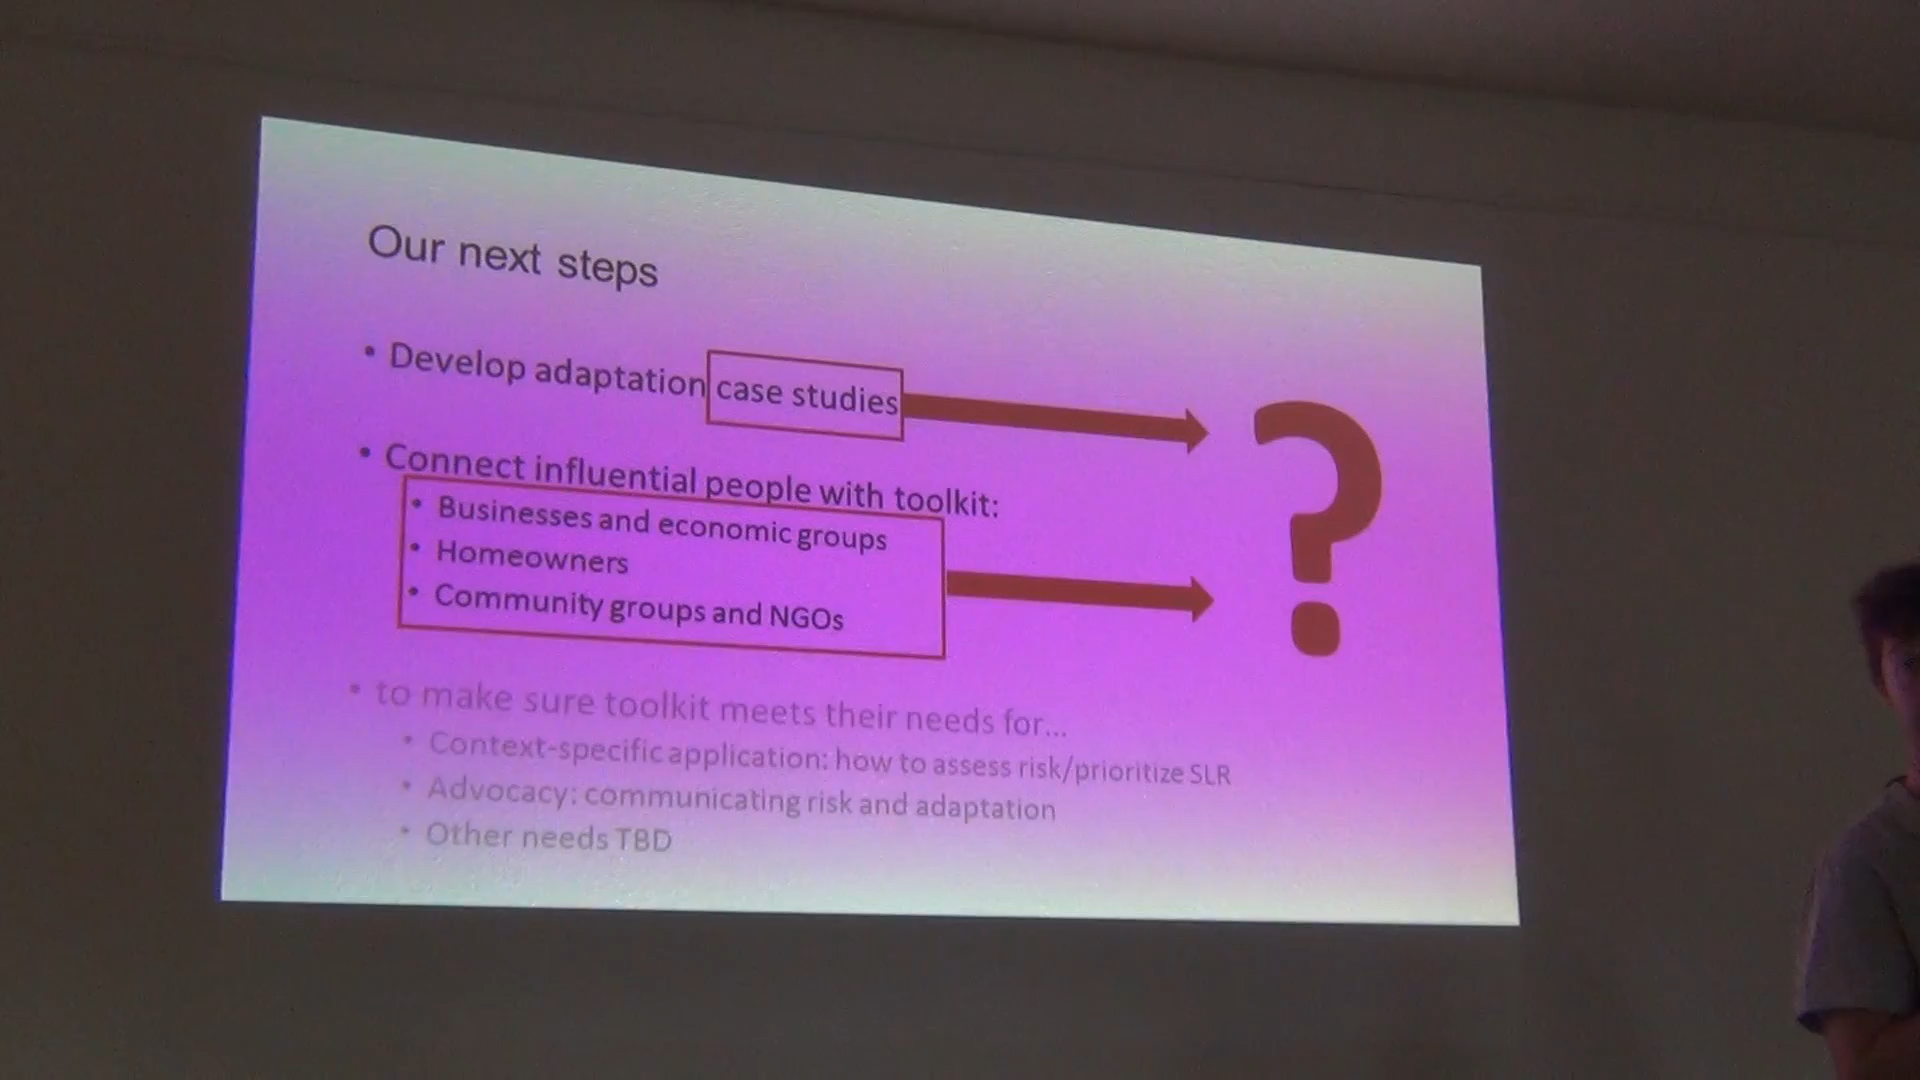 Our next steps
• Develop adaptation case studies
• Connect influential people with toolkit:
• Businesses and economic groups
• Homeowners
• Community groups and NGOs
?
• to make sure toolkit meets their needs for...
• Context-specific application: how to assess risk/prioritize SLR
• Advocacy: communicating risk and adaptation
• Other needs TBD